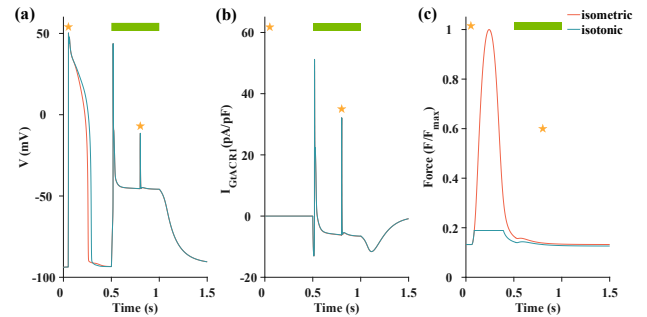 (a)
50
0
-50
-100
V (mV)
0
0.5
1
1.5
Time (s)
(b)
60
40
20
0
-20
I_GtACR1(pA/pF)
0
0.5
1
1.5
Time (s)
(c)
isometric
isotonic
1
0.8
0.6
0.4
0.2
0
Force (F/F_max)
0
0.5
1
1.5
Time (s)